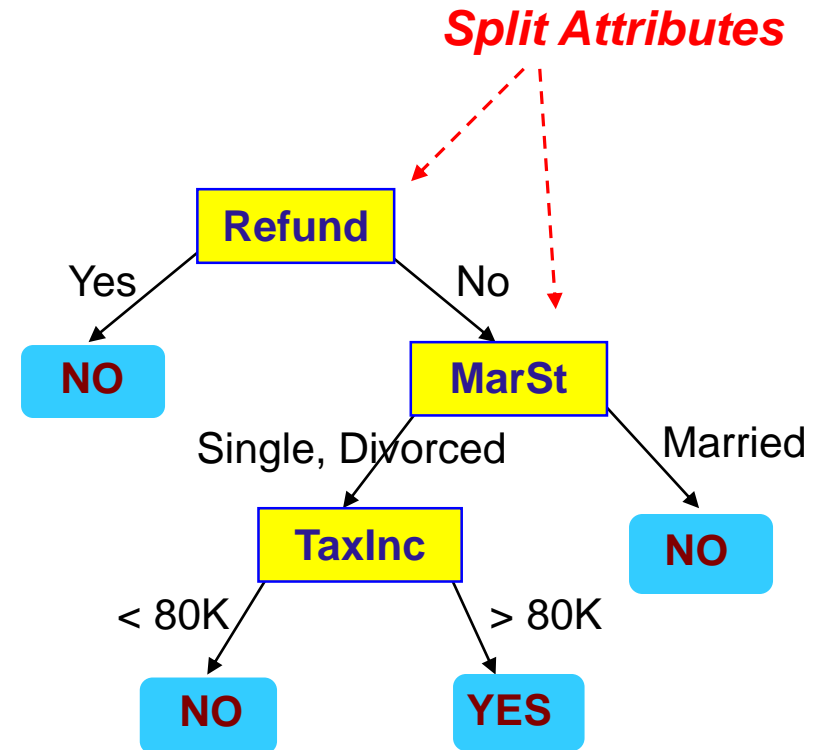 Split Attributes
Refund
Yes
No
NO
MarSt
Single, Divorced
Married
TaxInc
NO
< 80K
> 80K
NO
YES